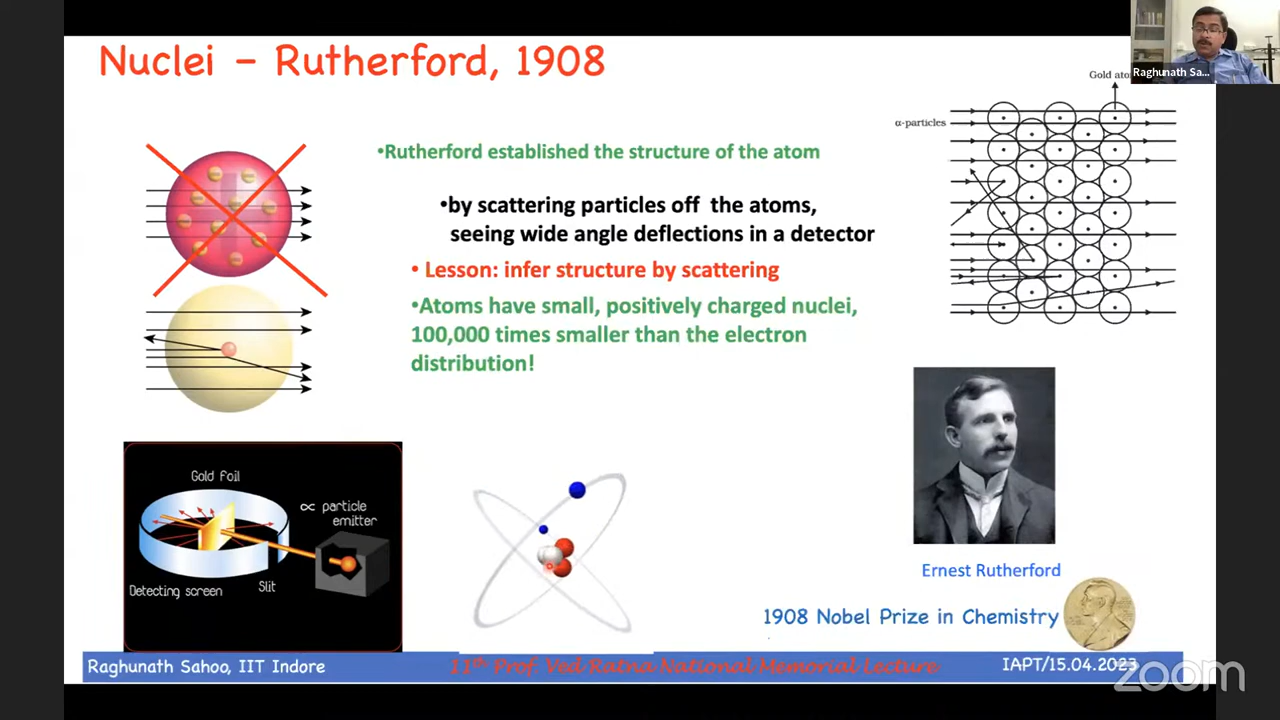 Nuclei – Rutherford, 1908
Raghunath Sa...
Gold ato
α-particles
•Rutherford established the structure of the atom
•by scattering particles off the atoms,
seeing wide angle deflections in a detector
• Lesson: infer structure by scattering
•Atoms have small, positively charged nuclei,
100,000 times smaller than the electron
distribution!
Gold Foil
∝ particle
emitter
Detecting screen
Slit
Ernest Rutherford
1908 Nobel Prize in Chemistry
Raghunath Sahoo, IIT Indore
11th Prof. Ved Ratna National Memorial Lecture
IAPT/15.04.2023
zoom